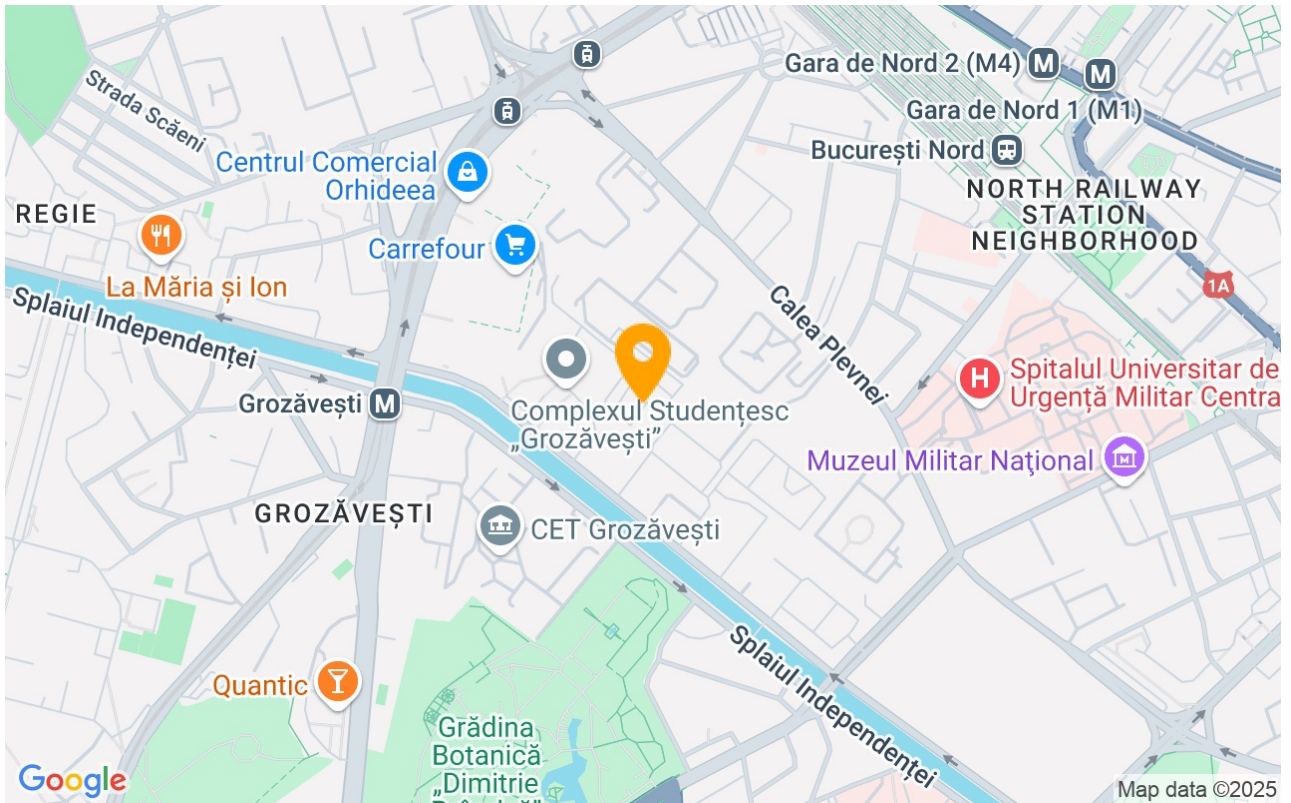 Gara de Nord 2 (M4)
M
M
Gara de Nord 1 (M1)
Strada Scăeni
Centrul Comercial
Orhideea
București Nord
NORTH RAILWAY
STATION
NEIGHBORHOOD
REGIE
Carrefour
La Măria și Ion
1A
Splaiul Independenței
Calea Plevnei
H
Spitalul Universitar de
Urgență Militar Centra
Grozăvești
M
Complexul Studențesc
„Grozăvești”
Muzeul Militar Naţional
M
GROZĂVEȘTI
CET Grozăvești
Splaiul Independenței
Quantic
Grădina
Botanică
„Dimitrie
Google
Map data ©2025